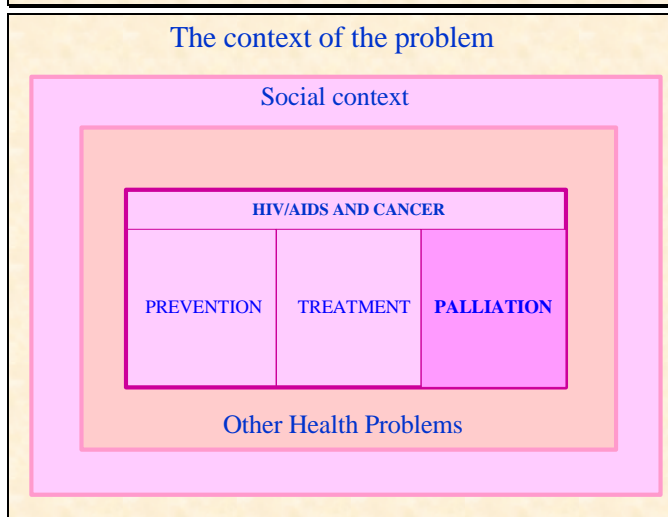 The context of the problem
Social context
HIV/AIDS AND CANCER
PREVENTION TREATMENT PALLIATION
Other Health Problems